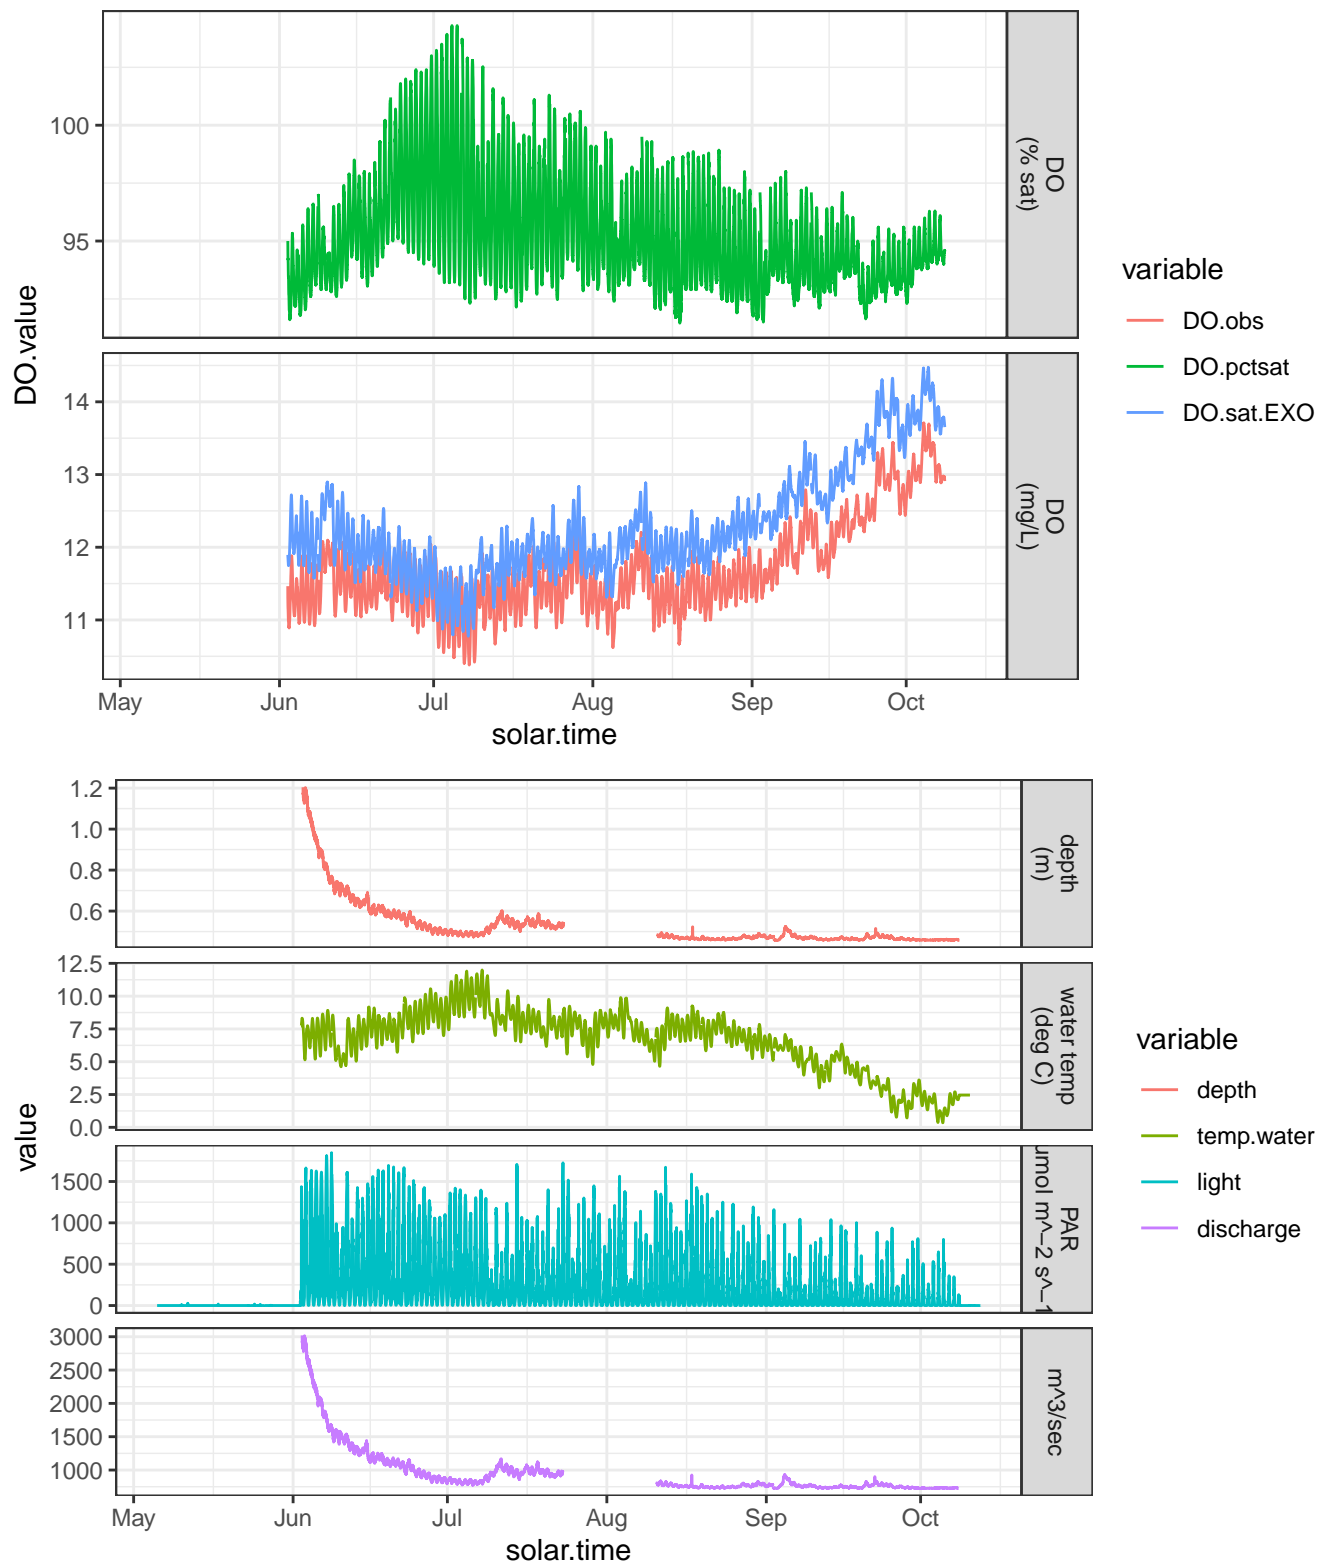 100
95
DO
(% sat)
DO.value
14
13
12
11
DO
(mg/L)
May Jun Jul Aug Sep Oct
solar.time
variable
DO.obs
DO.pctsat
DO.sat.EXO
1.2
1.0
0.8
0.6
depth
(m)
12.5
10.0
7.5
5.0
2.5
0.0
water temp
(deg C)
value
1500
1000
500
0
PAR
umol m^-2 s^-1
3000
2500
2000
1500
1000
m^3/sec
May Jun Jul Aug Sep Oct
solar.time
variable
depth
temp.water
light
discharge